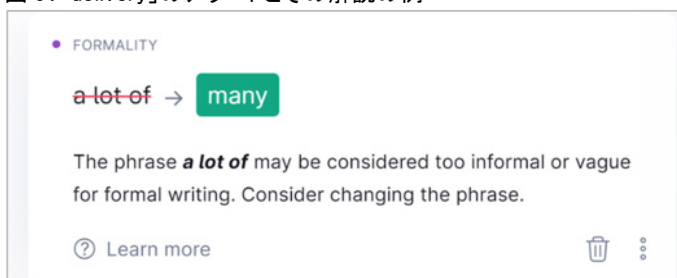 FORMALITY
a lot of → many
The phrase a lot of may be considered too informal or vague
for formal writing. Consider changing the phrase.
Learn more